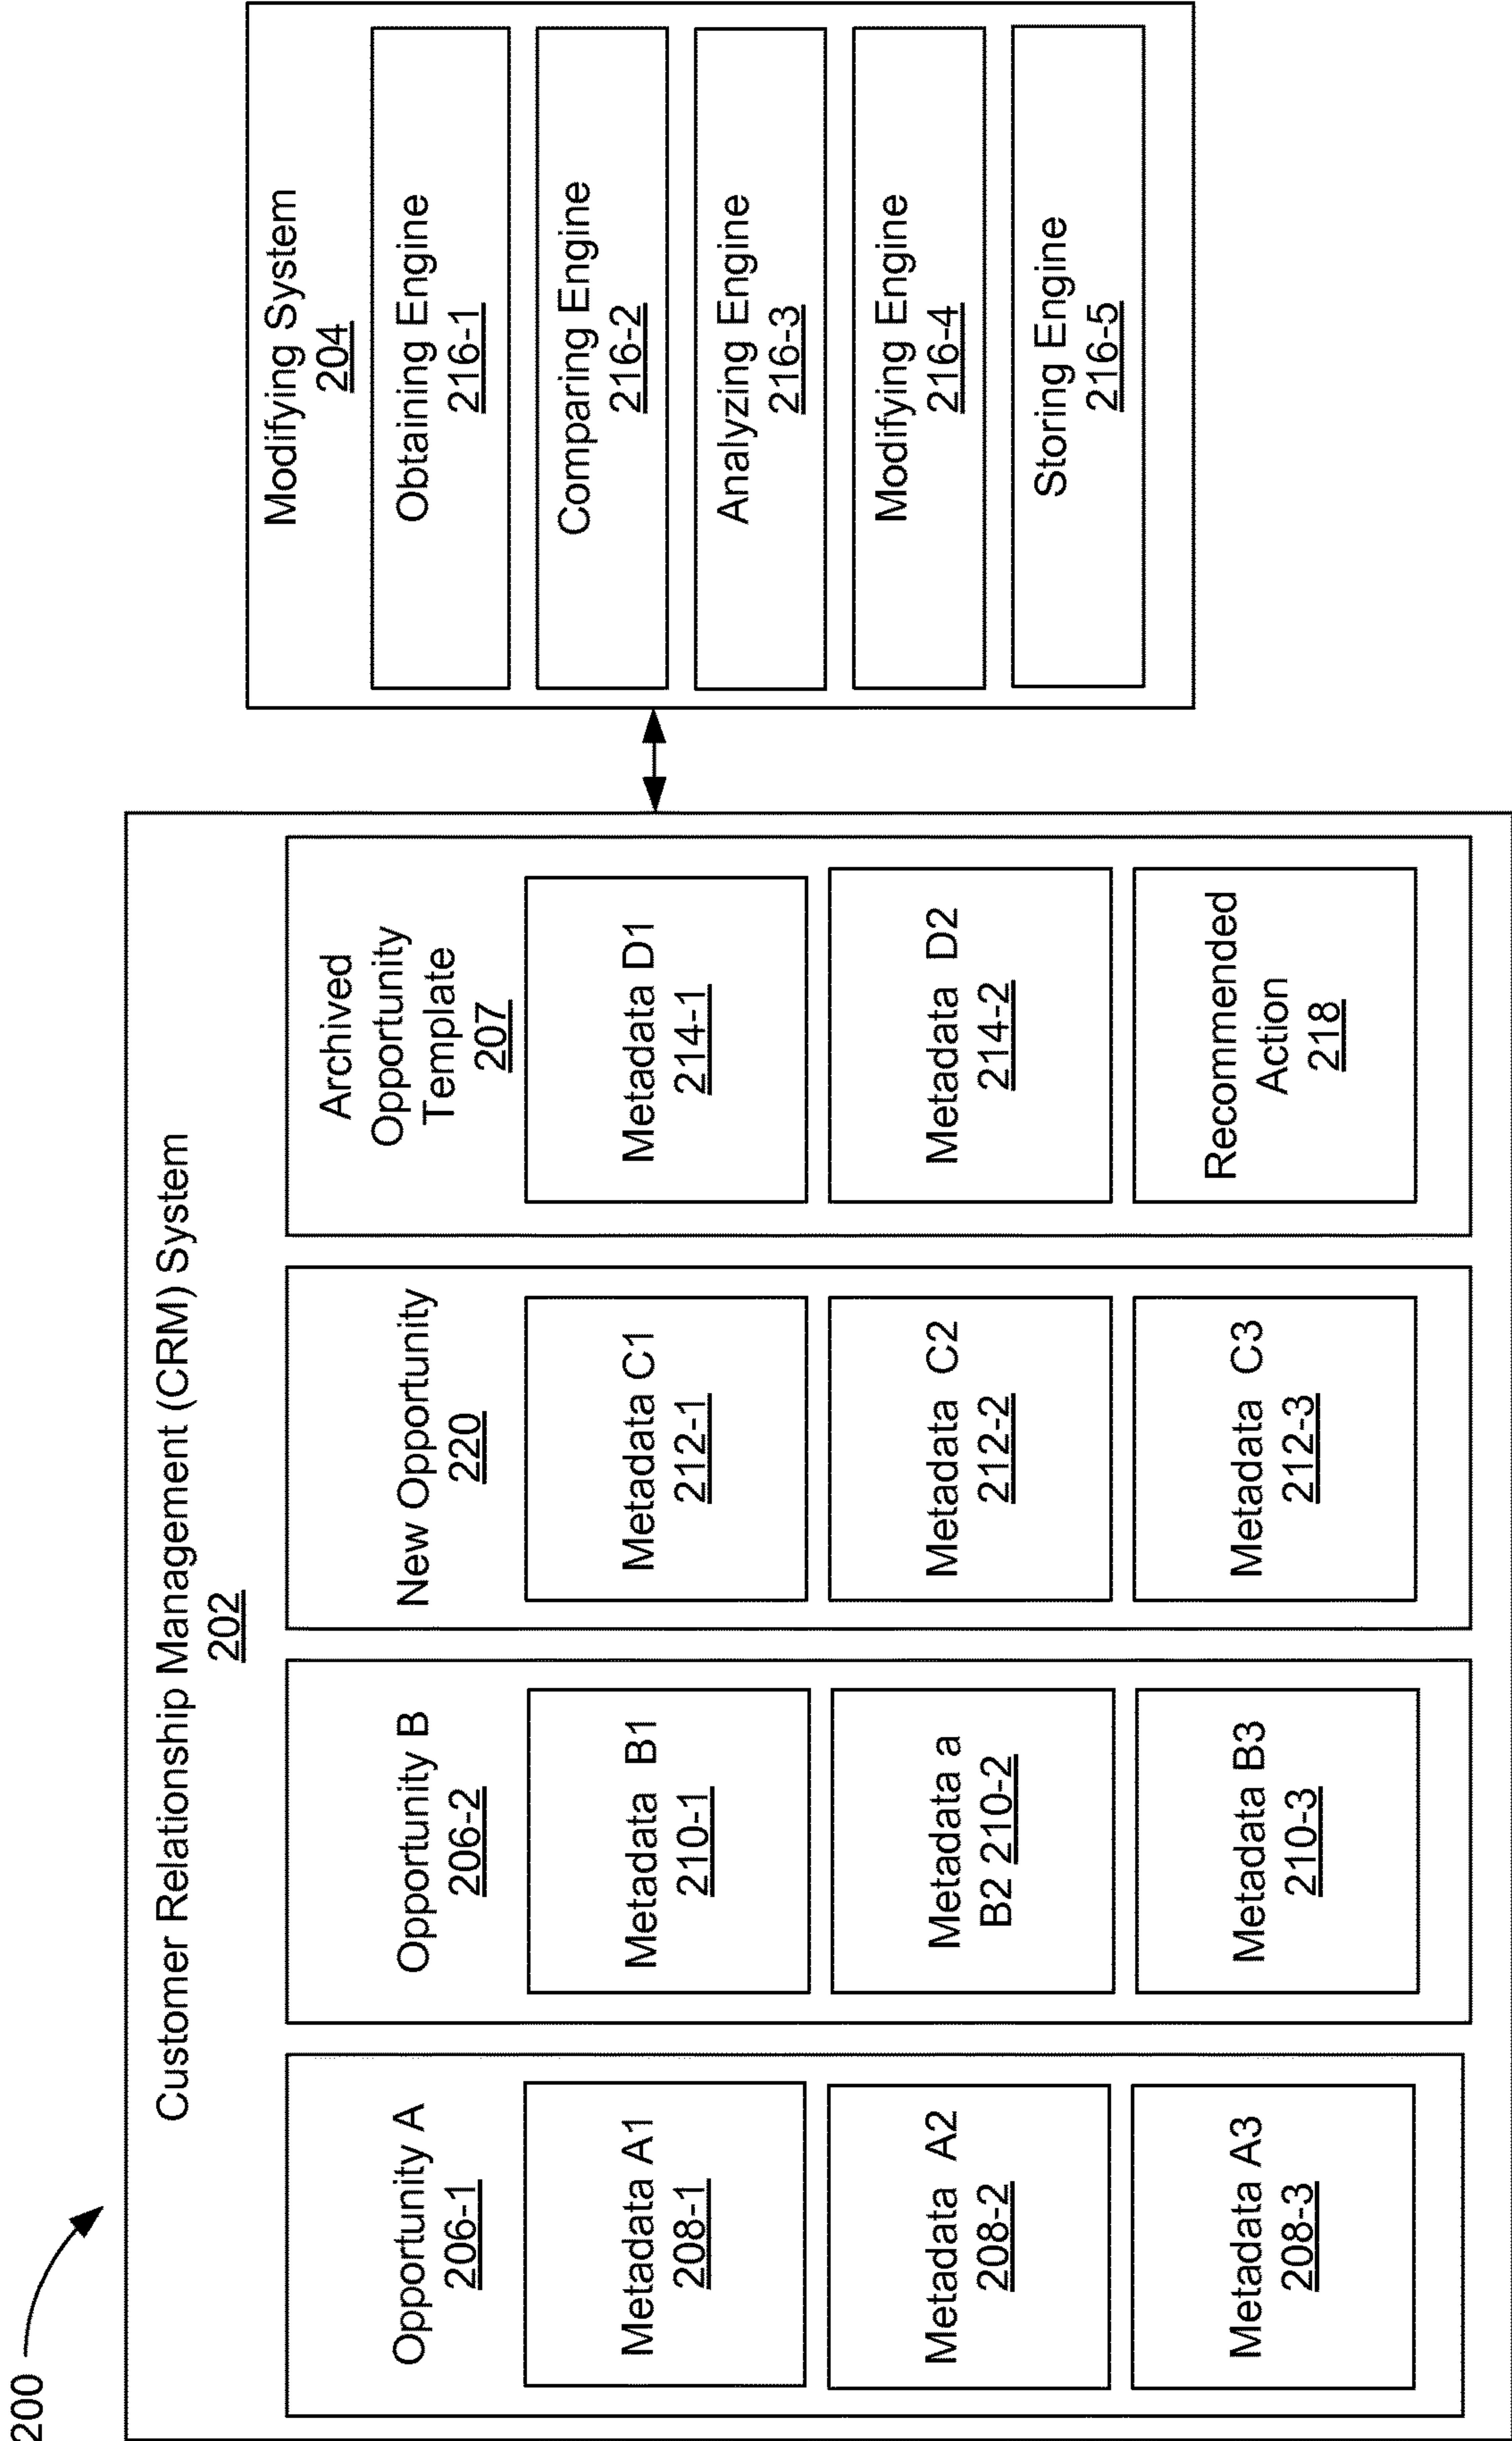 200
Customer Relationship Management (CRM) System
202
Opportunity A
206-1
Metadata A1
208-1
Metadata A2
208-2
Metadata A3
208-3
Opportunity B
206-2
Metadata B1
210-1
Metadata a
B2 210-2
Metadata B3
210-3
New Opportunity
220
Metadata C1
212-1
Metadata C2
212-2
Metadata C3
212-3
Archived
Opportunity
Template
207
Metadata D1
214-1
Metadata D2
214-2
Recommended
Action
218
Modifying System
204
Obtaining Engine
216-1
Comparing Engine
216-2
Analyzing Engine
216-3
Modifying Engine
216-4
Storing Engine
216-5